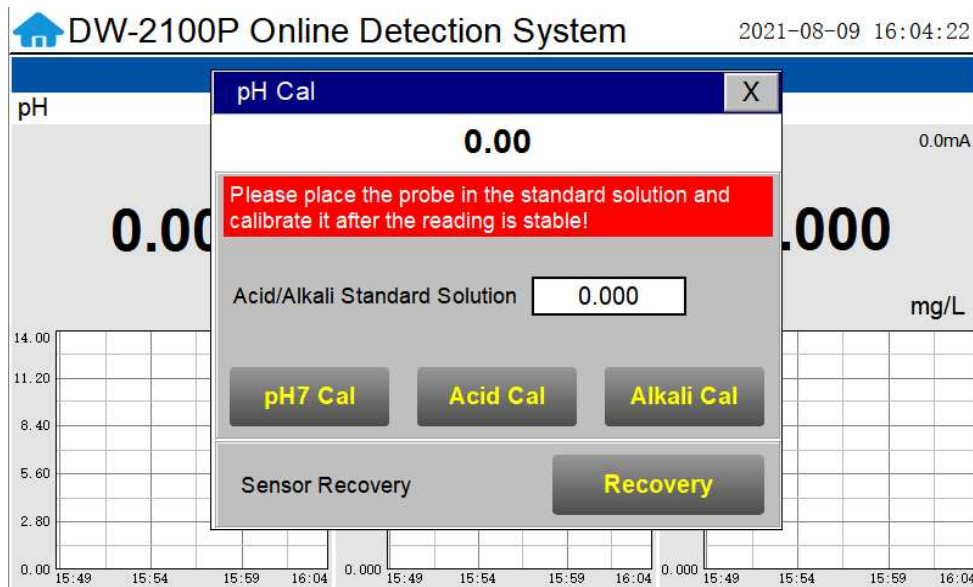 DW-2100P Online Detection System
2021-08-09 16:04:22
pH
0.0mA
0.00
.000
mg/L
pH Cal
X
0.00
Please place the probe in the standard solution and
calibrate it after the reading is stable!
Acid/Alkali Standard Solution
0.000
pH7 Cal
Acid Cal
Alkali Cal
Sensor Recovery
Recovery
14.00
11.20
8.40
5.60
2.80
0.00
15:49 15:54 15:59 16:04
0.000
15:49 15:54 15:59 16:04
0.000
15:49 15:54 15:59 16:04